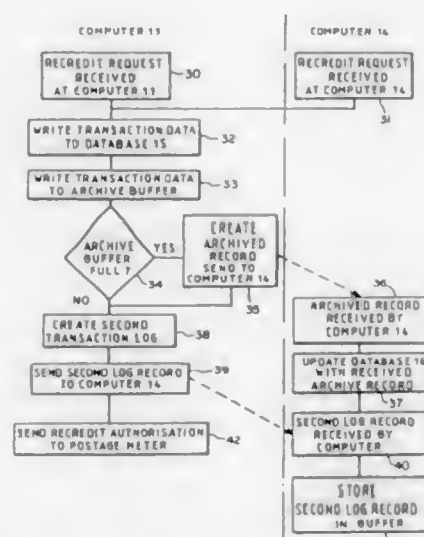 COMPUTER 13
COMPUTER 14
RECREDIT REQUEST
RECEIVED
AT COMPUTER 13
30
RECREDIT REQUEST
RECEIVED
AT COMPUTER 14
31
WRITE TRANSACTION DATA
TO DATABASE 15
32
WRITE TRANSACTION DATA
TO ARCHIVE BUFFER
33
ARCHIVE
BUFFER
FULL ?
34
YES
NO
CREATE
ARCHIVED
RECORD
SEND TO
COMPUTER 14
35
36
ARCHIVED RECORD
RECEIVED BY
COMPUTER 14
CREATE SECOND
TRANSACTION LOG
38
UPDATE DATABASE 16
WITH RECEIVED
ARCHIVE RECORD
37
SEND SECOND LOG RECORD
TO COMPUTER 14
39
SECOND LOG RECORD
RECEIVED BY
COMPUTER
40
SEND RECREDIT AUTHORISATION
TO POSTAGE METER
42
STORE
SECOND LOG RECORD
IN BUFFER